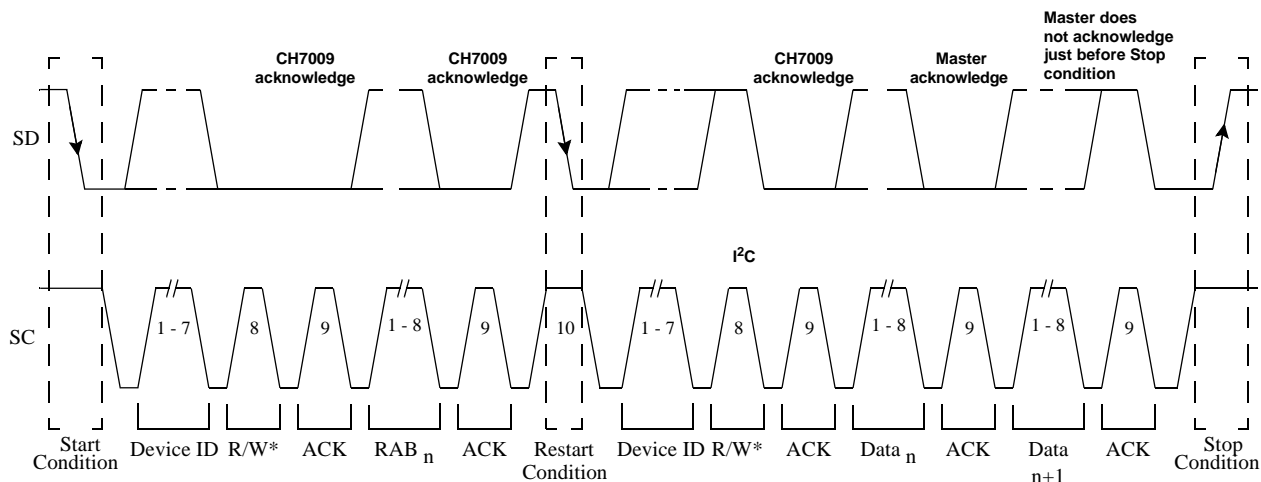 CH7009
acknowledge
CH7009
acknowledge
CH7009
acknowledge
Master
acknowledge
Master does
not acknowledge
just before Stop
condition
SD
I²C
SC
1 - 7
8
9
1 - 8
9
10
1 - 7
8
9
1 - 8
9
1 - 8
9
Start
Condition
Device ID
R/W*
ACK
RAB n
ACK
Restart
Condition
Device ID
R/W*
ACK
Data n
ACK
Data
n+1
ACK
Stop
Condition